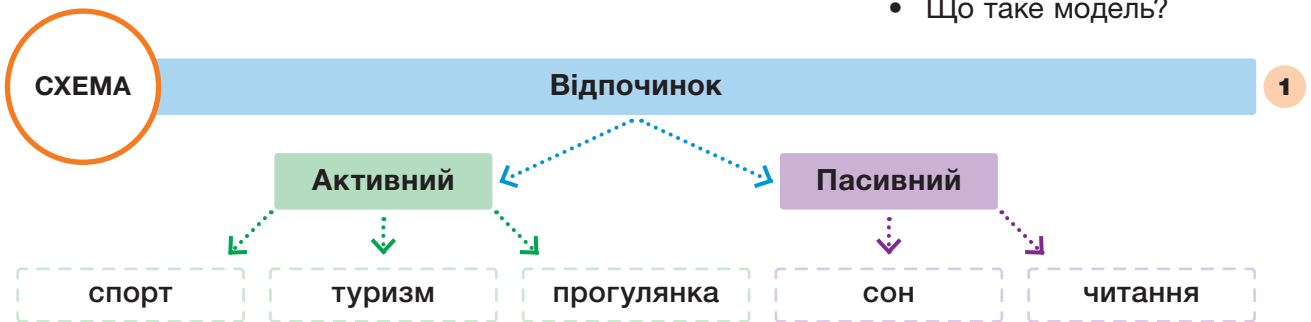 • Що таке модель?
СХЕМА
Відпочинок
1
Активний
Пасивний
спорт
туризм
прогулянка
сон
читання